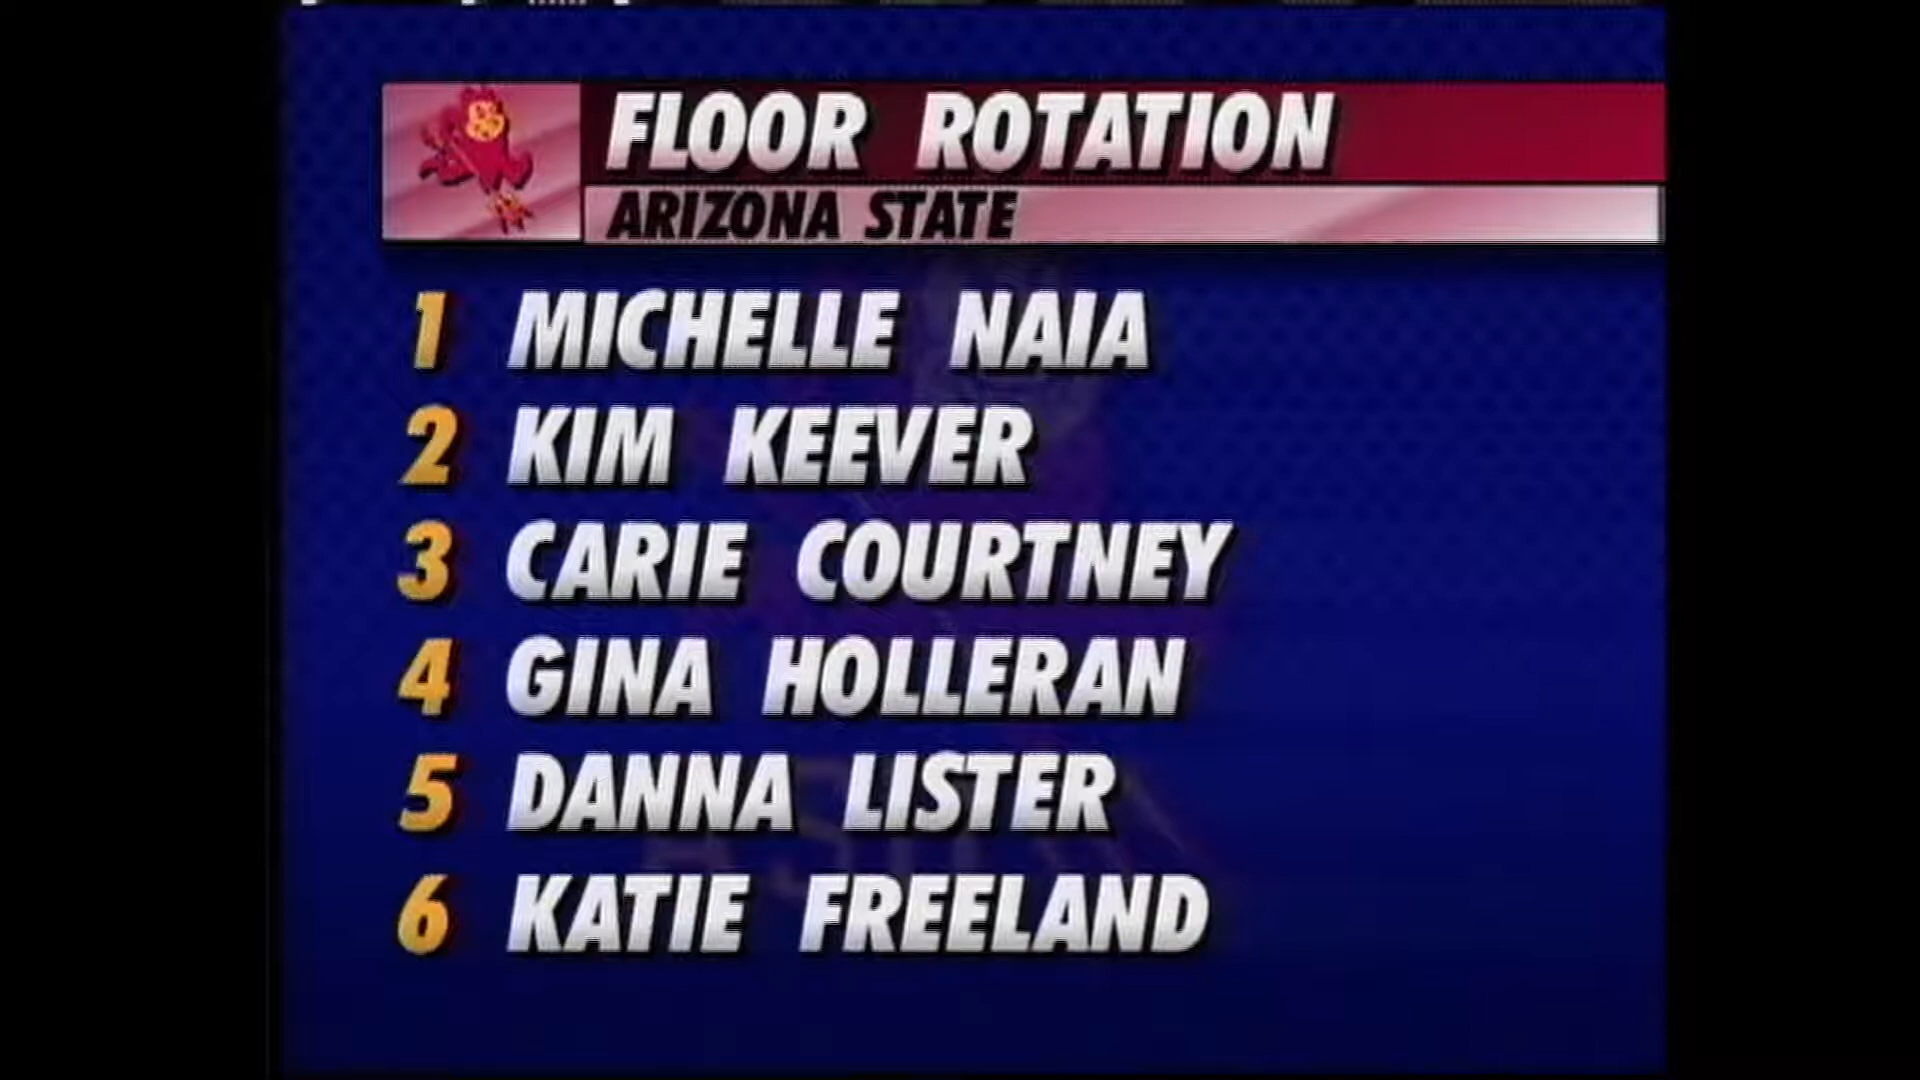 FLOOR ROTATION
ARIZONA STATE
1 MICHELLE NAIA
2 KIM KEEVER
3 CARIE COURTNEY
4 GINA HOLLERAN
5 DANNA LISTER
6 KATIE FREELAND